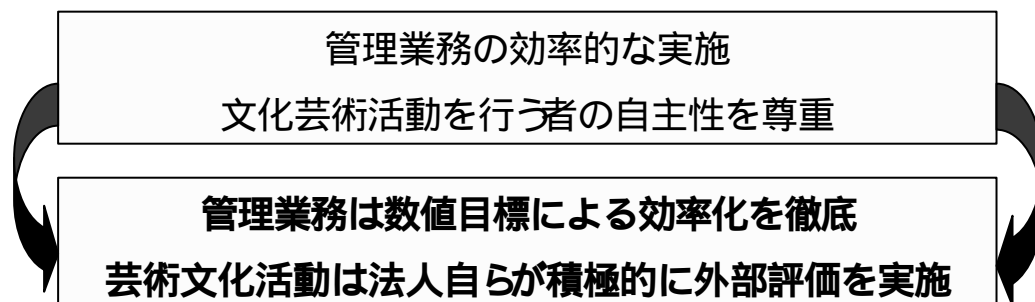 管理業務の効率的な実施
文化芸術活動を行う者の自主性を尊重
管理業務は数値目標による効率化を徹底
芸術文化活動は法人自らが積極的に外部評価を実施